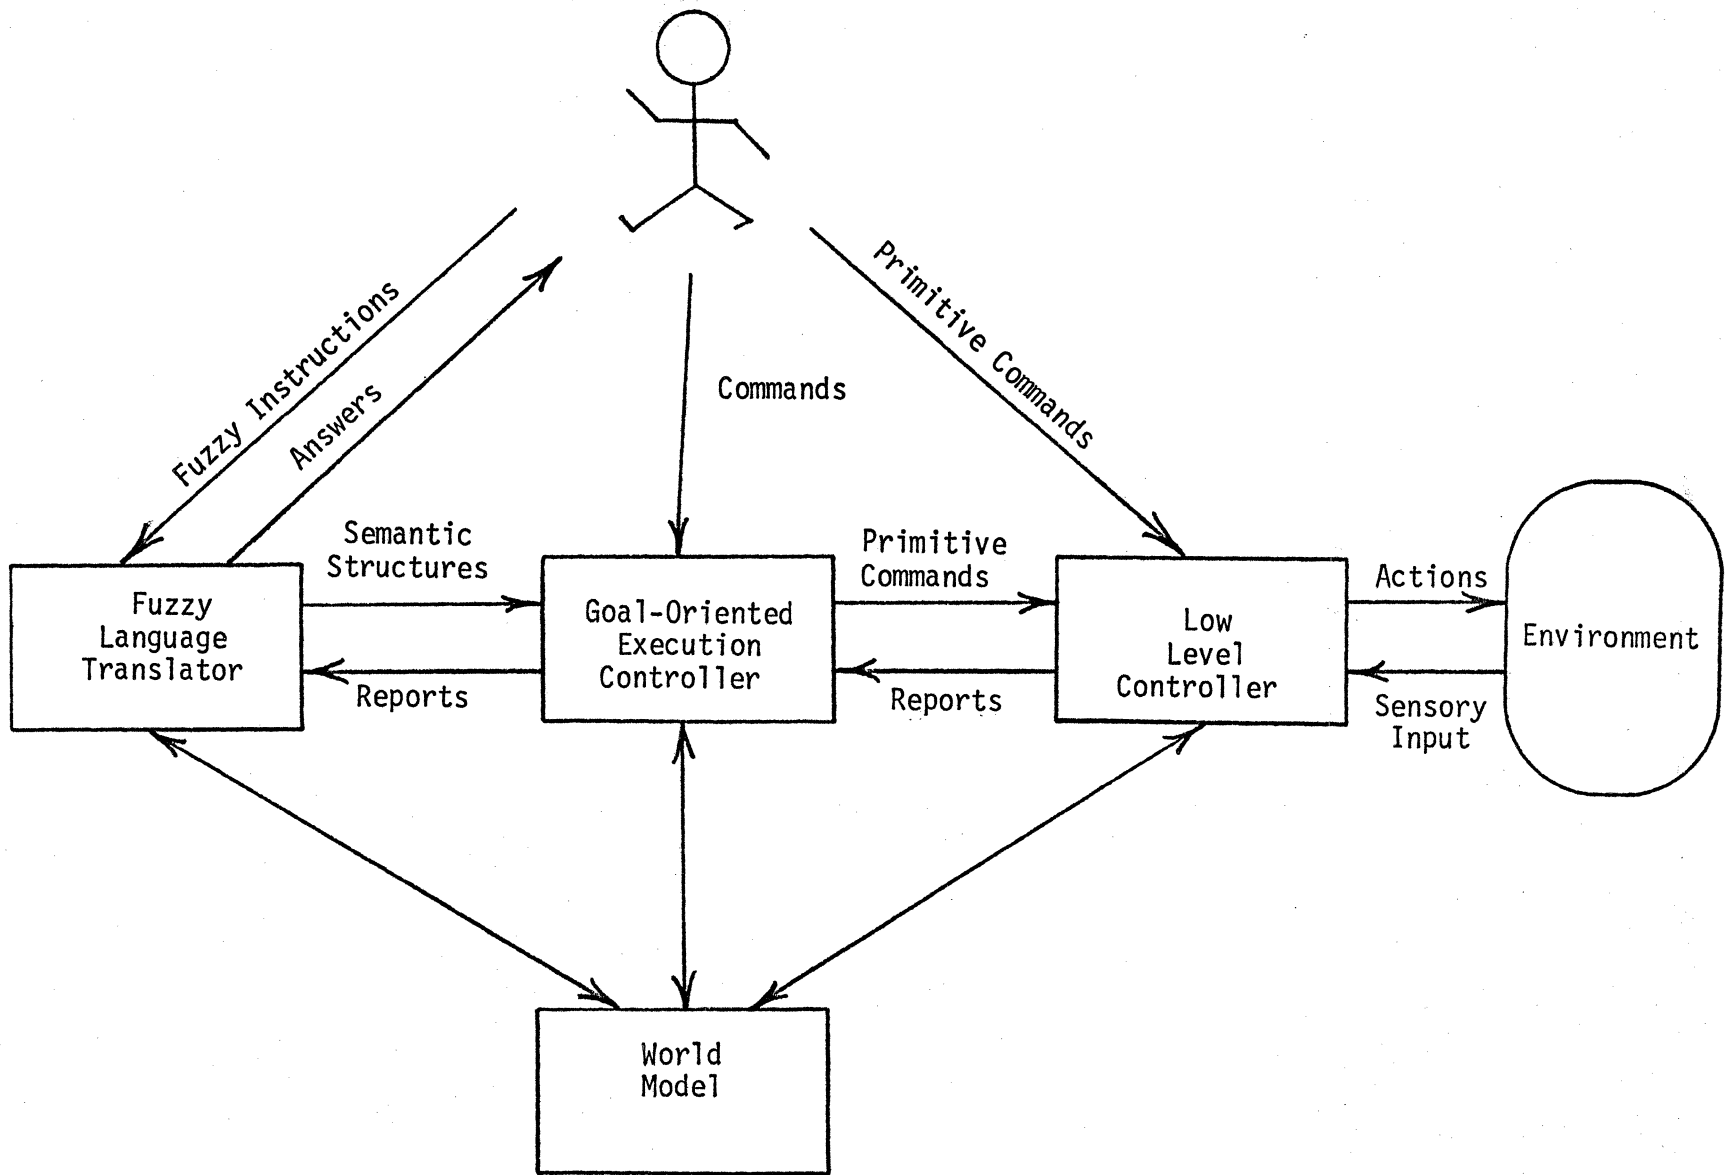 Fuzzy Instructions
Answers
Commands
Primitive Commands
Semantic
Structures
Primitive
Commands
Actions
Fuzzy
Language
Translator
Goal-Oriented
Execution
Controller
Low
Level
Controller
Environment
Reports
Reports
Sensory
Input
World
Model